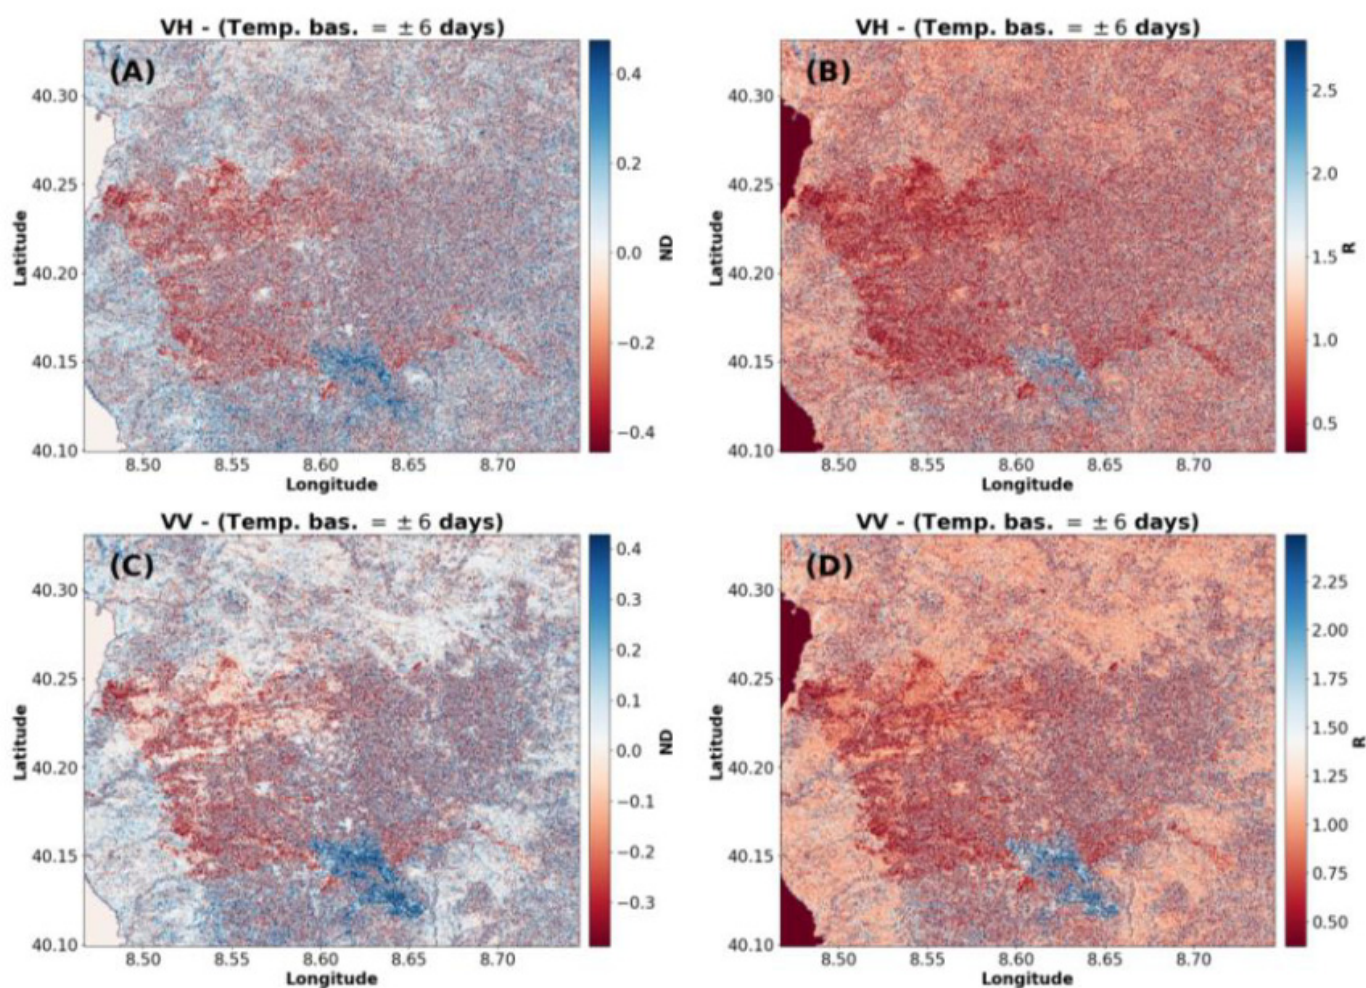 VH - (Temp. bas. = ± 6 days)
(A)
40.30
40.25
40.20
40.15
40.10
Latitude
8.50 8.55 8.60 8.65 8.70
Longitude
0.4
0.2
0.0
−0.2
−0.4
ND
VH - (Temp. bas. = ± 6 days)
(B)
40.30
40.25
40.20
40.15
40.10
Latitude
8.50 8.55 8.60 8.65 8.70
Longitude
2.5
2.0
1.5
1.0
0.5
R
VV - (Temp. bas. = ± 6 days)
(C)
40.30
40.25
40.20
40.15
40.10
Latitude
8.50 8.55 8.60 8.65 8.70
Longitude
0.4
0.3
0.2
0.1
0.0
−0.1
−0.2
−0.3
ND
VV - (Temp. bas. = ± 6 days)
(D)
40.30
40.25
40.20
40.15
40.10
Latitude
8.50 8.55 8.60 8.65 8.70
Longitude
2.25
2.00
1.75
1.50
1.25
1.00
0.75
0.50
R